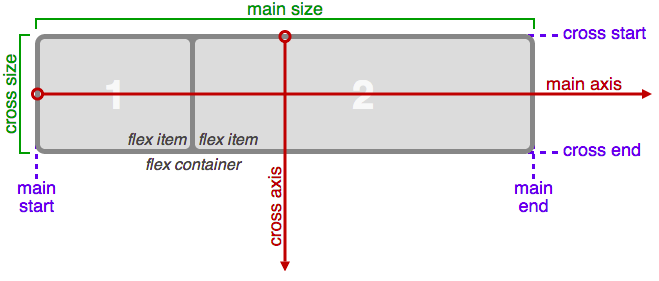 main size
cross start
cross size
1
2
main axis
flex item
flex item
cross end
flex container
main
start
cross axis
main
end